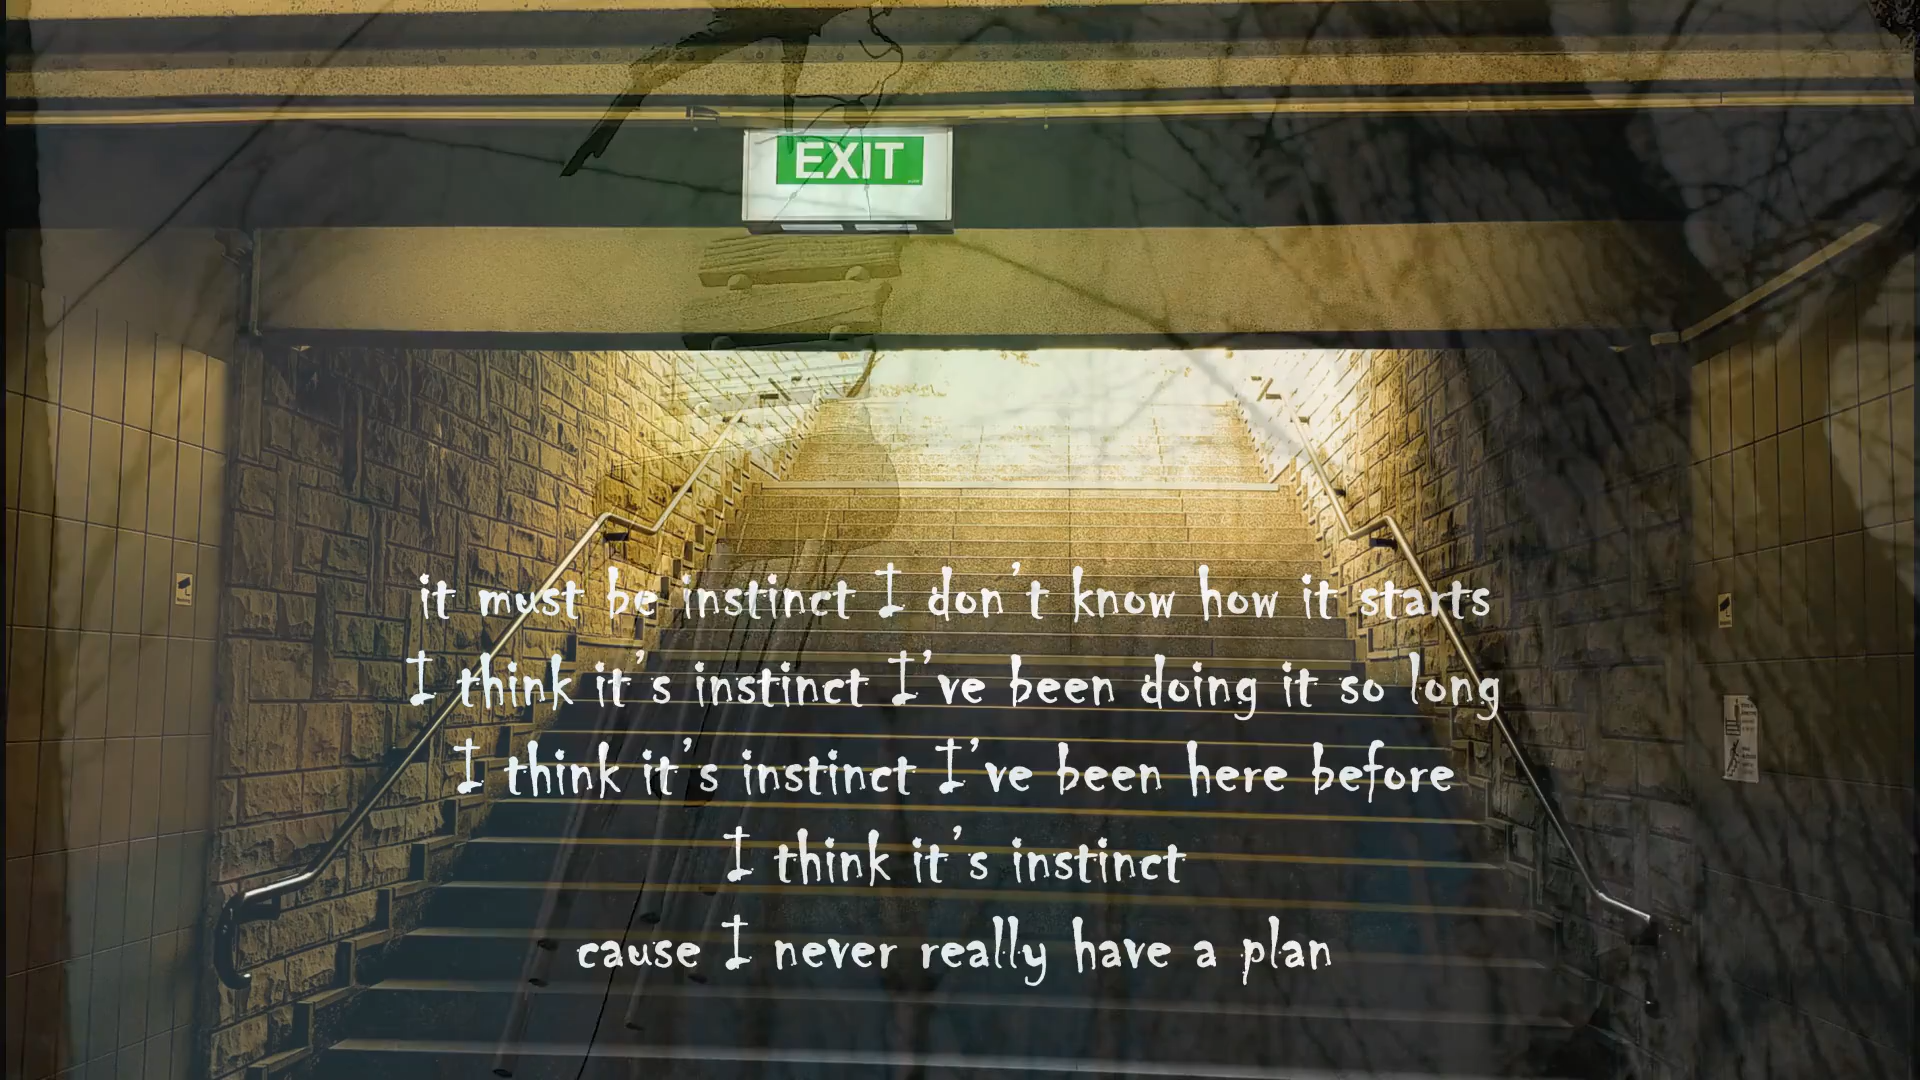 EXIT
it must be instinct I don't know how it starts
I think it's instinct I've been doing it so long
I think it's instinct I've been here before
I think it's instinct
cause I never really have a plan